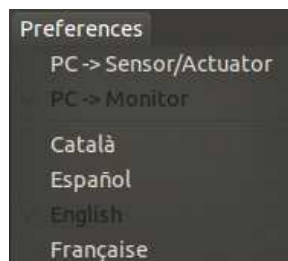 Preferences
PC -> Sensor/Actuator
PC -> Monitor
Català
Español
English
Française